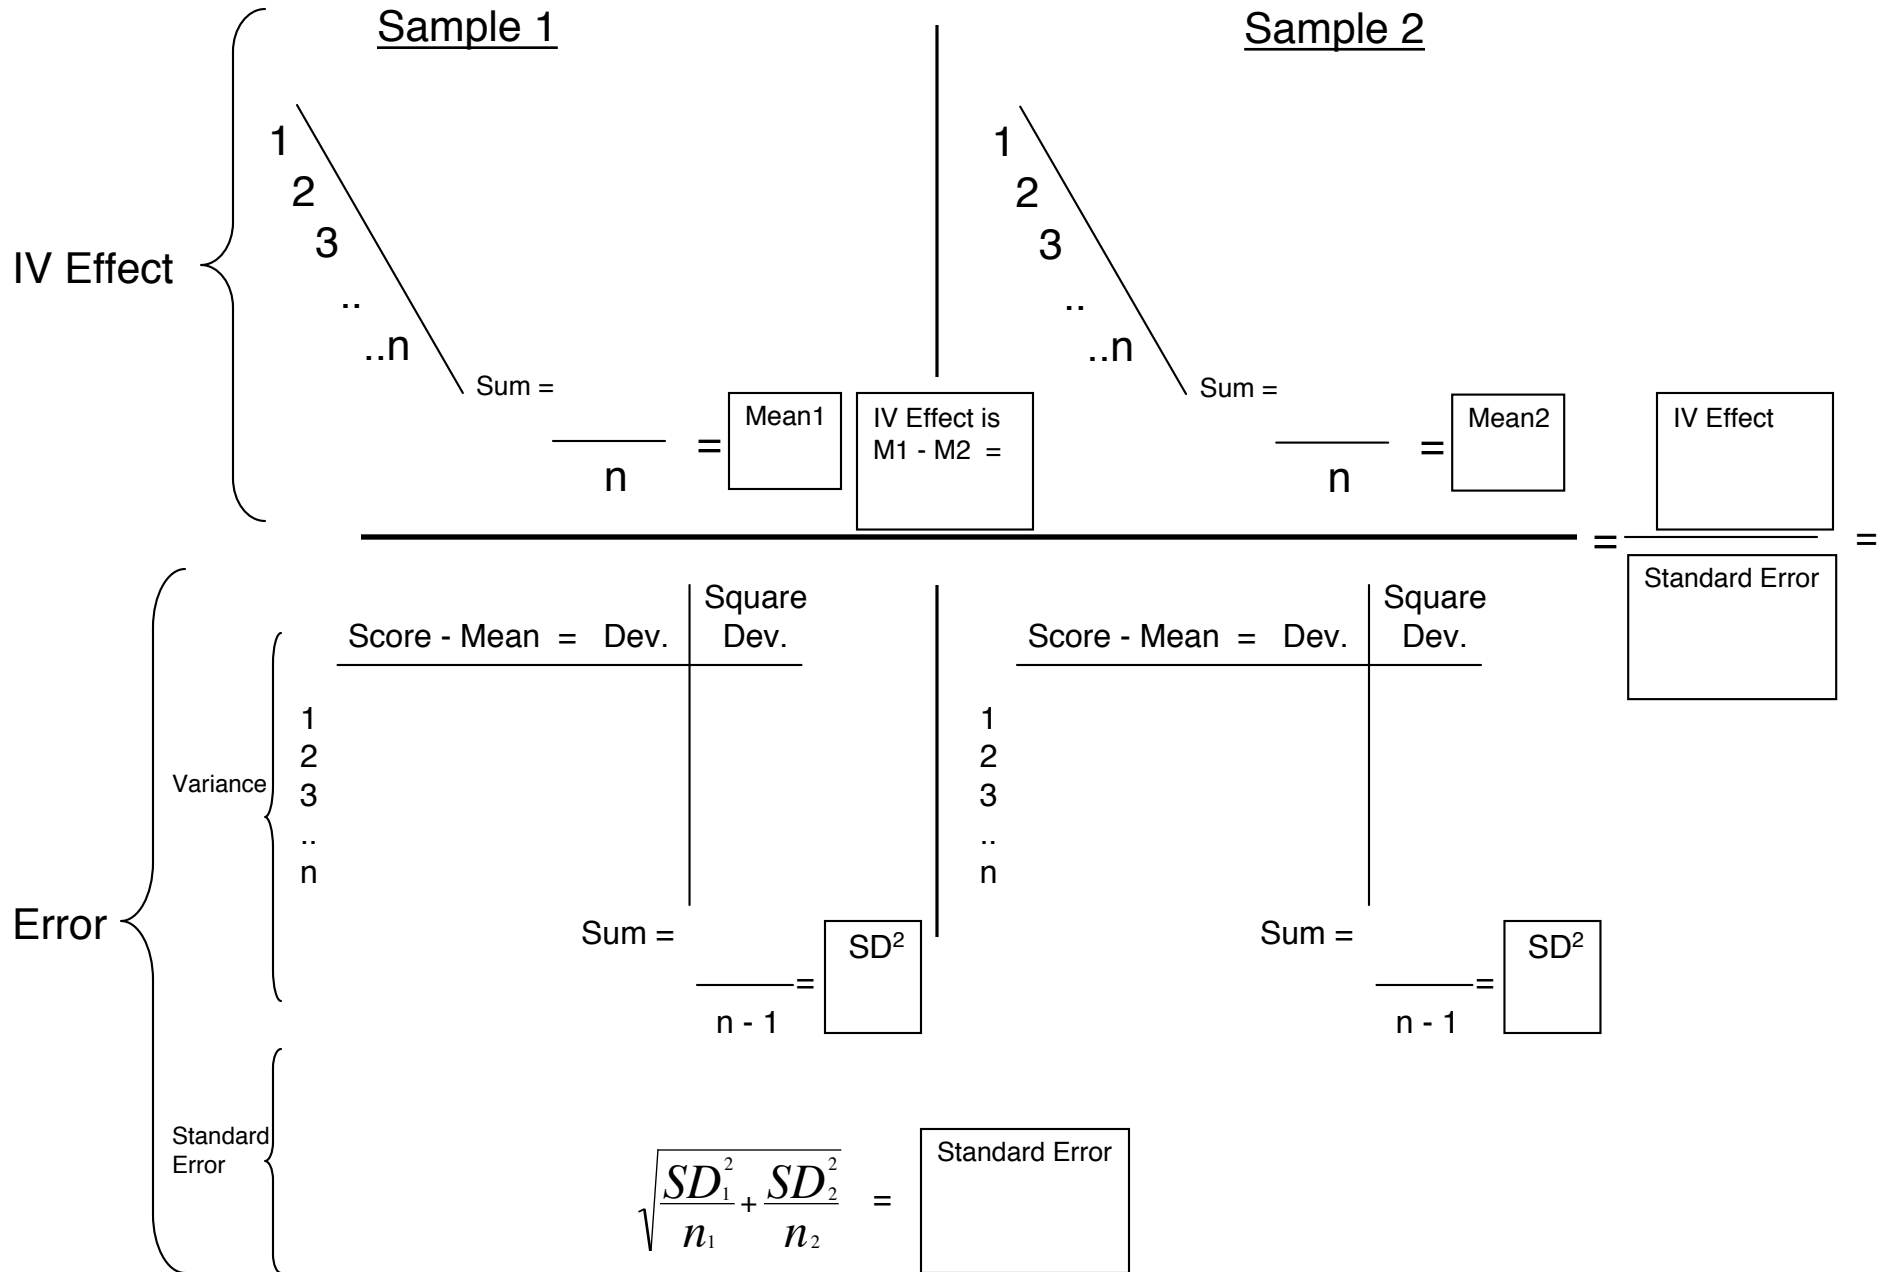 Sample 1
Sample 2
IV Effect
1
2
3
..
..n
Sum =
n
=
Mean1
IV Effect is
M1 - M2 =
1
2
3
..
..n
Sum =
n
=
Mean2
=
IV Effect
Standard Error
=
Error
Variance
Score - Mean = Dev.
Square
Dev.
1
2
3
..
n
Sum =
n - 1
=
SD²
Score - Mean = Dev.
Square
Dev.
1
2
3
..
n
Sum =
n - 1
=
SD²
Standard
Error
√(SD₁²/n₁ + SD₂²/n₂) =
Standard Error